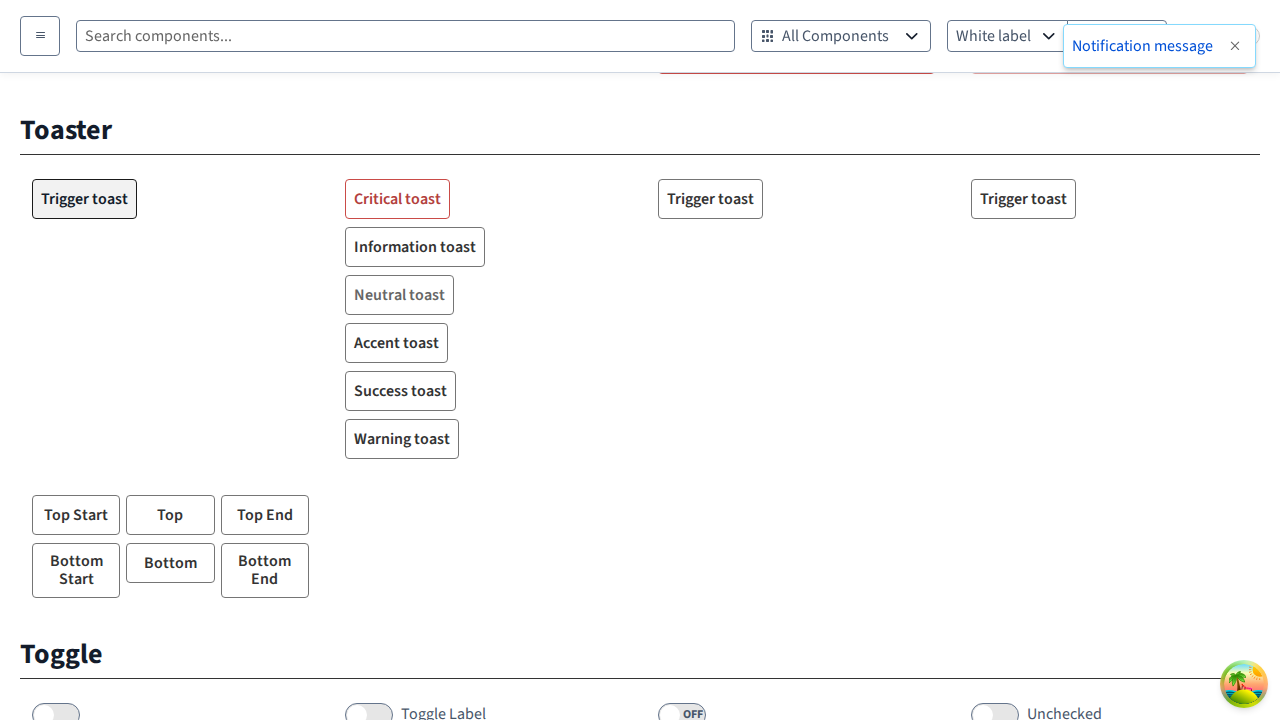 Search components...
All Components
White label
Notification message
Toaster
Trigger toast
Critical toast
Trigger toast
Trigger toast
Information toast
Neutral toast
Accent toast
Success toast
Warning toast
Top Start
Top
Top End
Bottom
Start
Bottom
Bottom
End
Toggle
Toggle Label
OFF
Unchecked